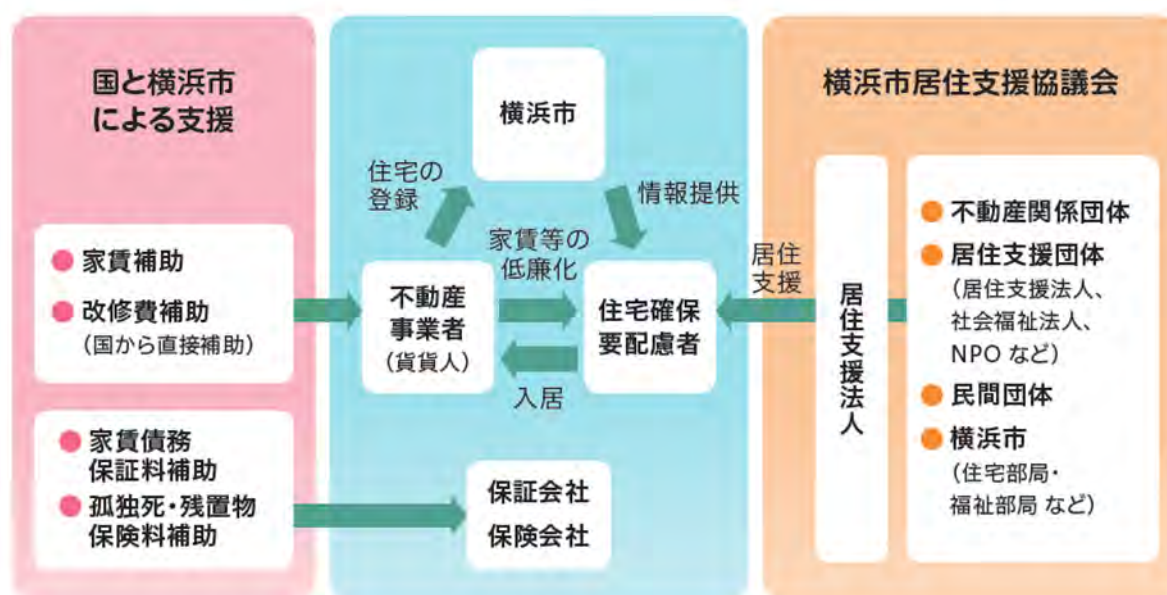 国と横浜市
による支援
家賃補助
改修費補助
（国から直接補助）
家賃債務
保証料補助
孤独死・残置物
保険料補助
横浜市
住宅の
登録
情報提供
家賃等の
低廉化
不動産
事業者
（貨貨人）
住宅確保
要配慮者
入居
保証会社
保険会社
居住
支援
横浜市居住支援協議会
居住支援法人
不動産関係団体
居住支援団体
（居住支援法人、
社会福祉法人、
NPO など）
民間団体
横浜市
（住宅部局・
福祉部局 など）